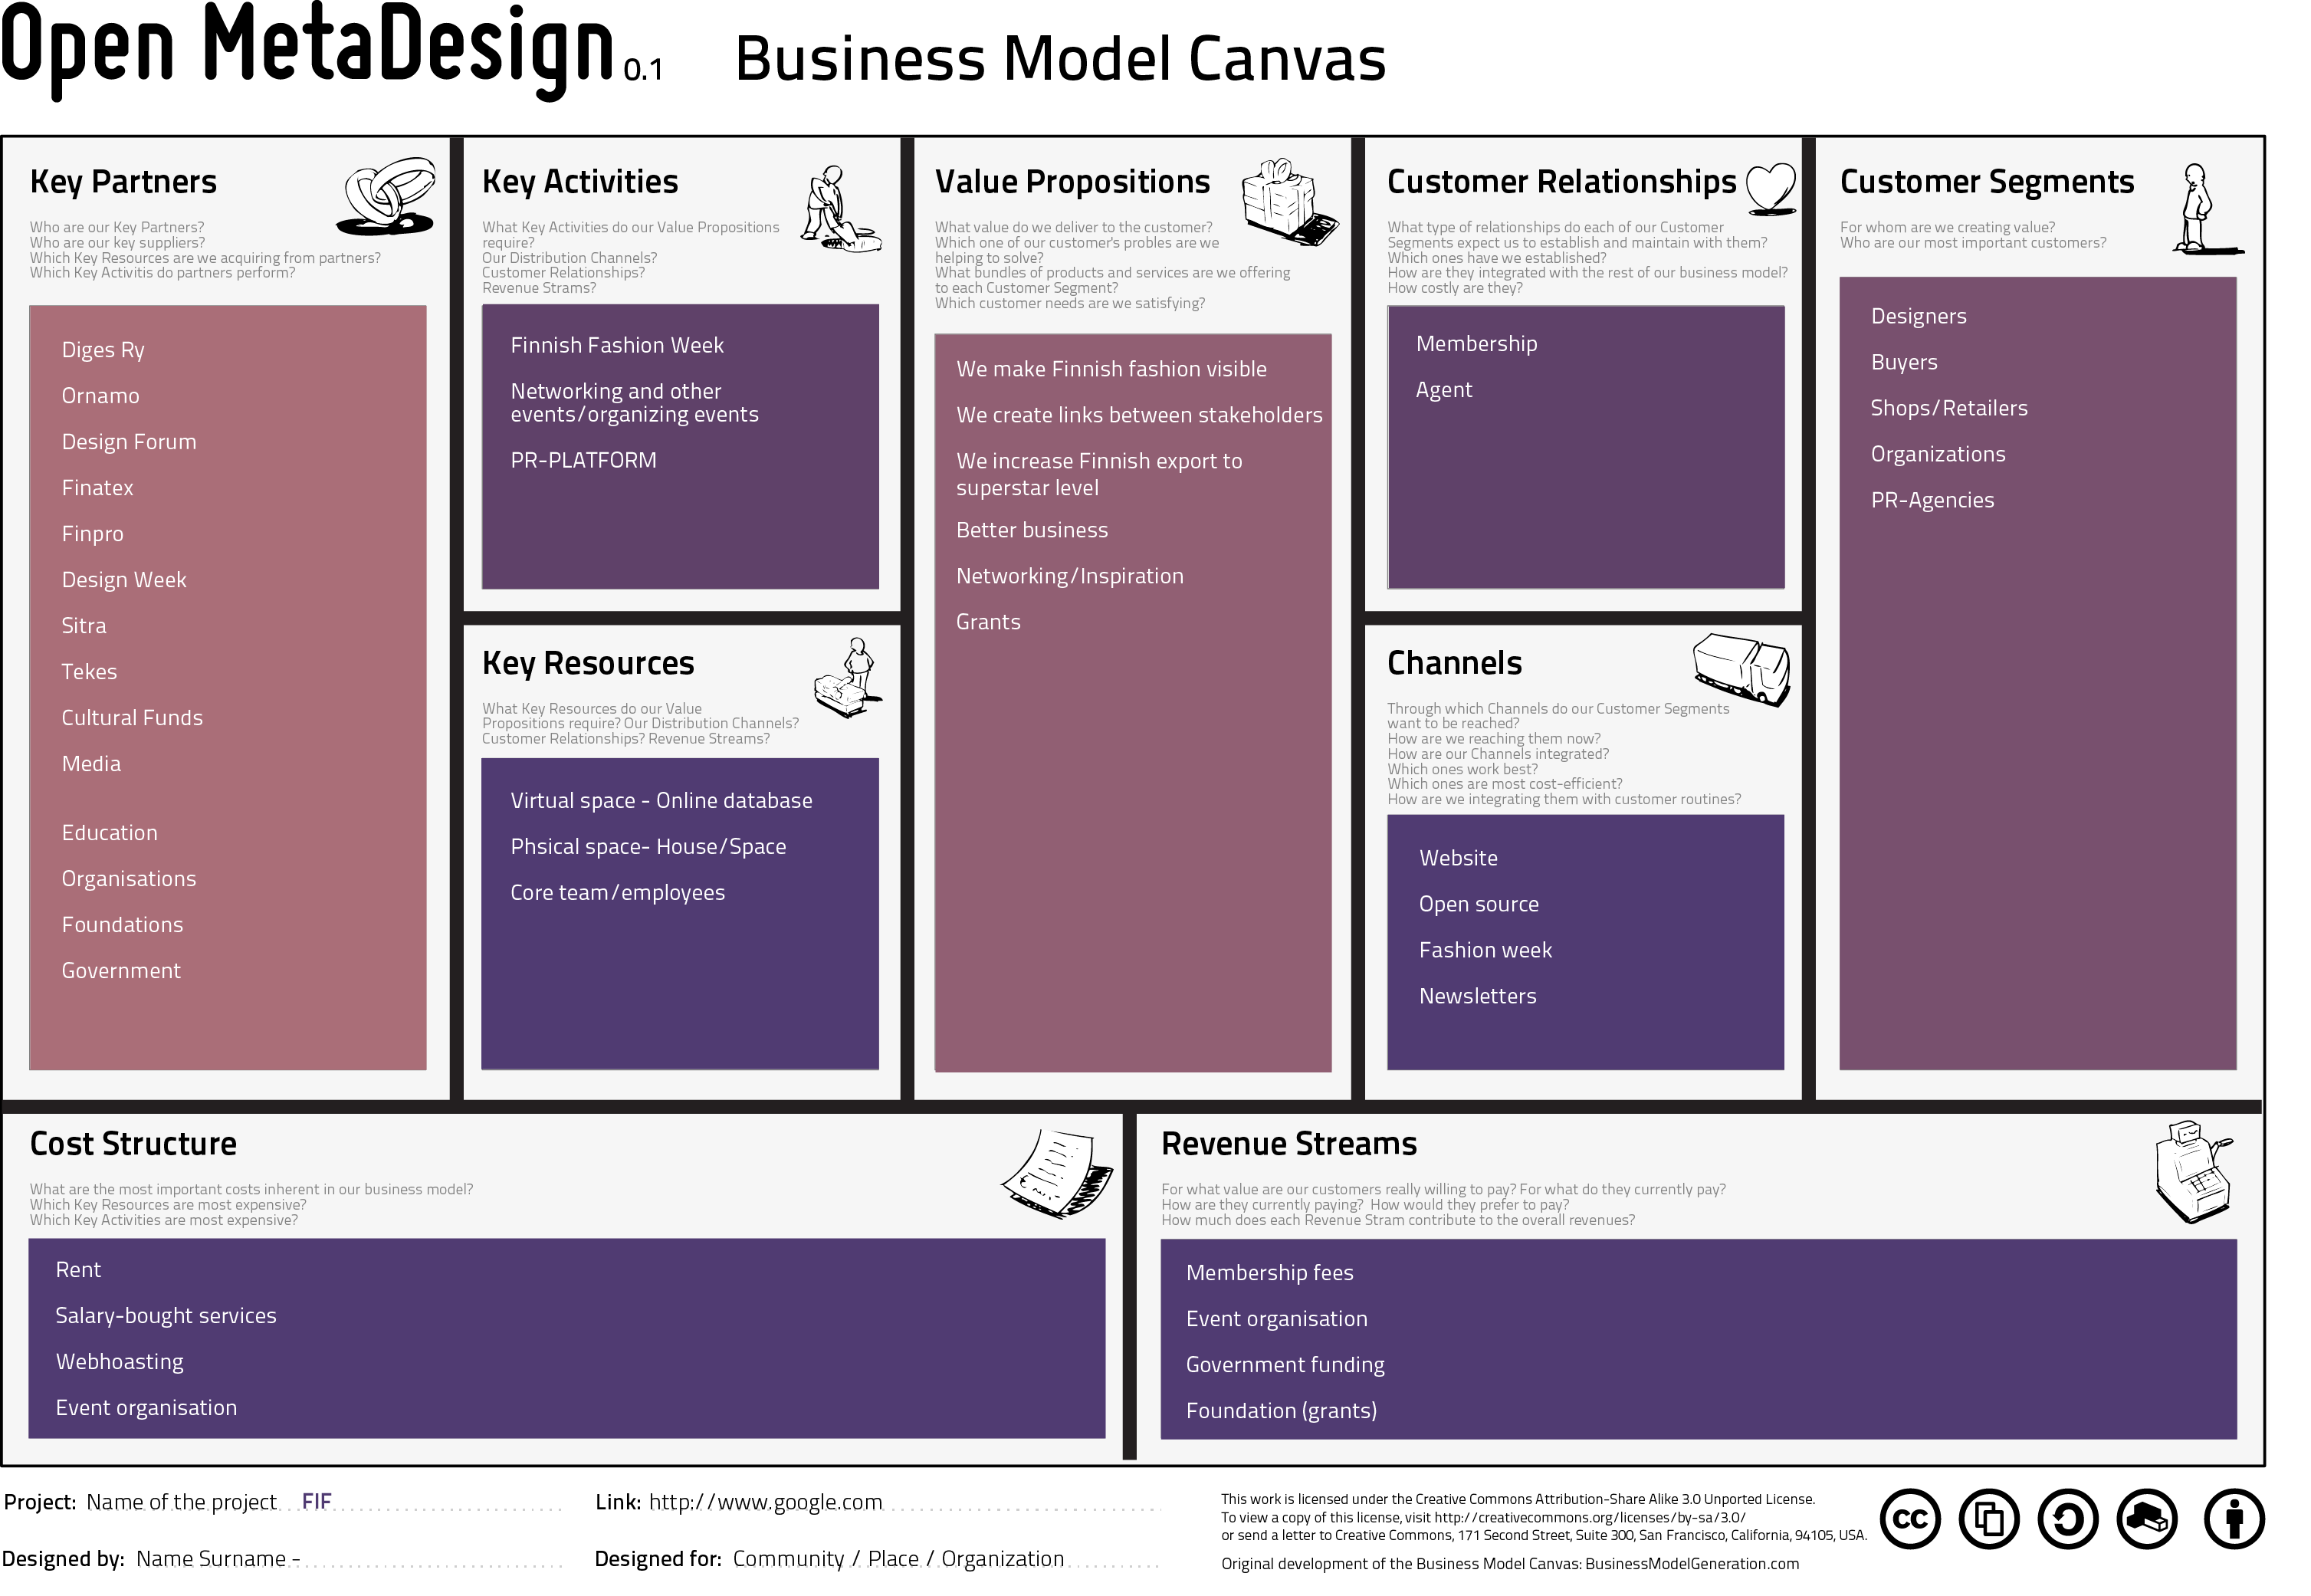 Open MetaDesign 0.1 Business Model Canvas
Key Partners
Who are our Key Partners?
Who are our key suppliers?
Which Key Resources are we acquiring from partners?
Which Key Activitis do partners perform?
Diges Ry
Ornamo
Design Forum
Finatex
Finpro
Design Week
Sitra
Tekes
Cultural Funds
Media
Education
Organisations
Foundations
Government
Key Activities
What Key Activities do our Value Propositions
require?
Our Distribution Channels?
Customer Relationships?
Revenue Strams?
Finnish Fashion Week
Networking and other
events/organizing events
PR-PLATFORM
Key Resources
What Key Resources do our Value
Propositions require? Our Distribution Channels?
Customer Relationships? Revenue Streams?
Virtual space - Online database
Phsical space- House/Space
Core team/employees
Value Propositions
What value do we deliver to the customer?
Which one of our customer's probles are we
helping to solve?
What bundles of products and services are we offering
to each Customer Segment?
Which customer needs are we satisfying?
We make Finnish fashion visible
We create links between stakeholders
We increase Finnish export to
superstar level
Better business
Networking/Inspiration
Grants
Customer Relationships
What type of relationships do each of our Customer
Segments expect us to establish and maintain with them?
Which ones have we established?
How are they integrated with the rest of our business model?
How costly are they?
Membership
Agent
Channels
Through which Channels do our Customer Segments
want to be reached?
How are we reaching them now?
How are our Channels integrated?
Which ones work best?
Which ones are most cost-efficient?
How are we integrating them with customer routines?
Website
Open source
Fashion week
Newsletters
Customer Segments
For whom are we creating value?
Who are our most important customers?
Designers
Buyers
Shops/Retailers
Organizations
PR-Agencies
Cost Structure
What are the most important costs inherent in our business model?
Which Key Resources are most expensive?
Which Key Activities are most expensive?
Rent
Salary-bought services
Webhoasting
Event organisation
Revenue Streams
For what value are our customers really willing to pay? For what do they currently pay?
How are they currently paying? How would they prefer to pay?
How much does each Revenue Stram contribute to the overall revenues?
Membership fees
Event organisation
Government funding
Foundation (grants)
Project: Name of the project FIF
Designed by: Name Surname -
Link: http://www.google.com
Designed for: Community / Place / Organization
This work is licensed under the Creative Commons Attribution-Share Alike 3.0 Unported License.
To view a copy of this license, visit http://creativecommons.org/licenses/by-sa/3.0/
or send a letter to Creative Commons, 171 Second Street, Suite 300, San Francisco, California, 94105, USA.
Original development of the Business Model Canvas: BusinessModelGeneration.com
cc